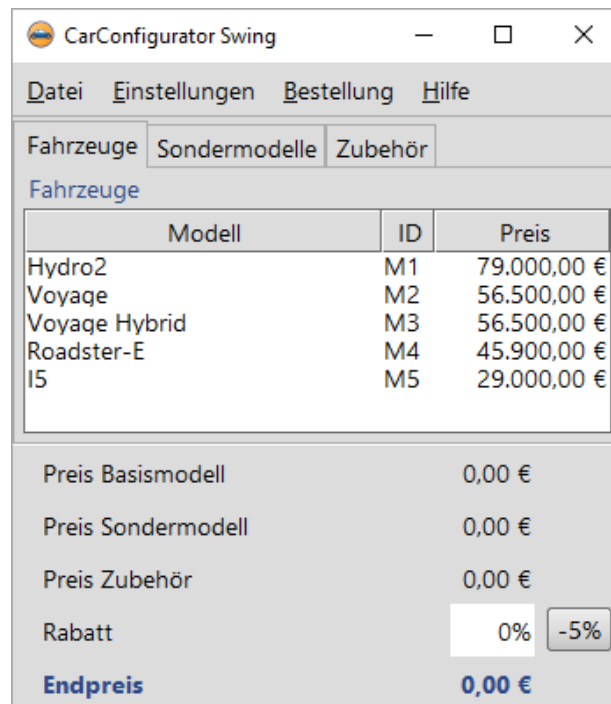 CarConfigurator Swing
Datei Einstellungen Bestellung Hilfe
Fahrzeuge Sondermodelle Zubehör
Fahrzeuge
Modell ID Preis
Hydro2 M1 79.000,00 €
Voyage M2 56.500,00 €
Voyage Hybrid M3 56.500,00 €
Roadster-E M4 45.900,00 €
I5 M5 29.000,00 €
Preis Basismodell 0,00 €
Preis Sondermodell 0,00 €
Preis Zubehör 0,00 €
Rabatt 0% -5%
Endpreis 0,00 €